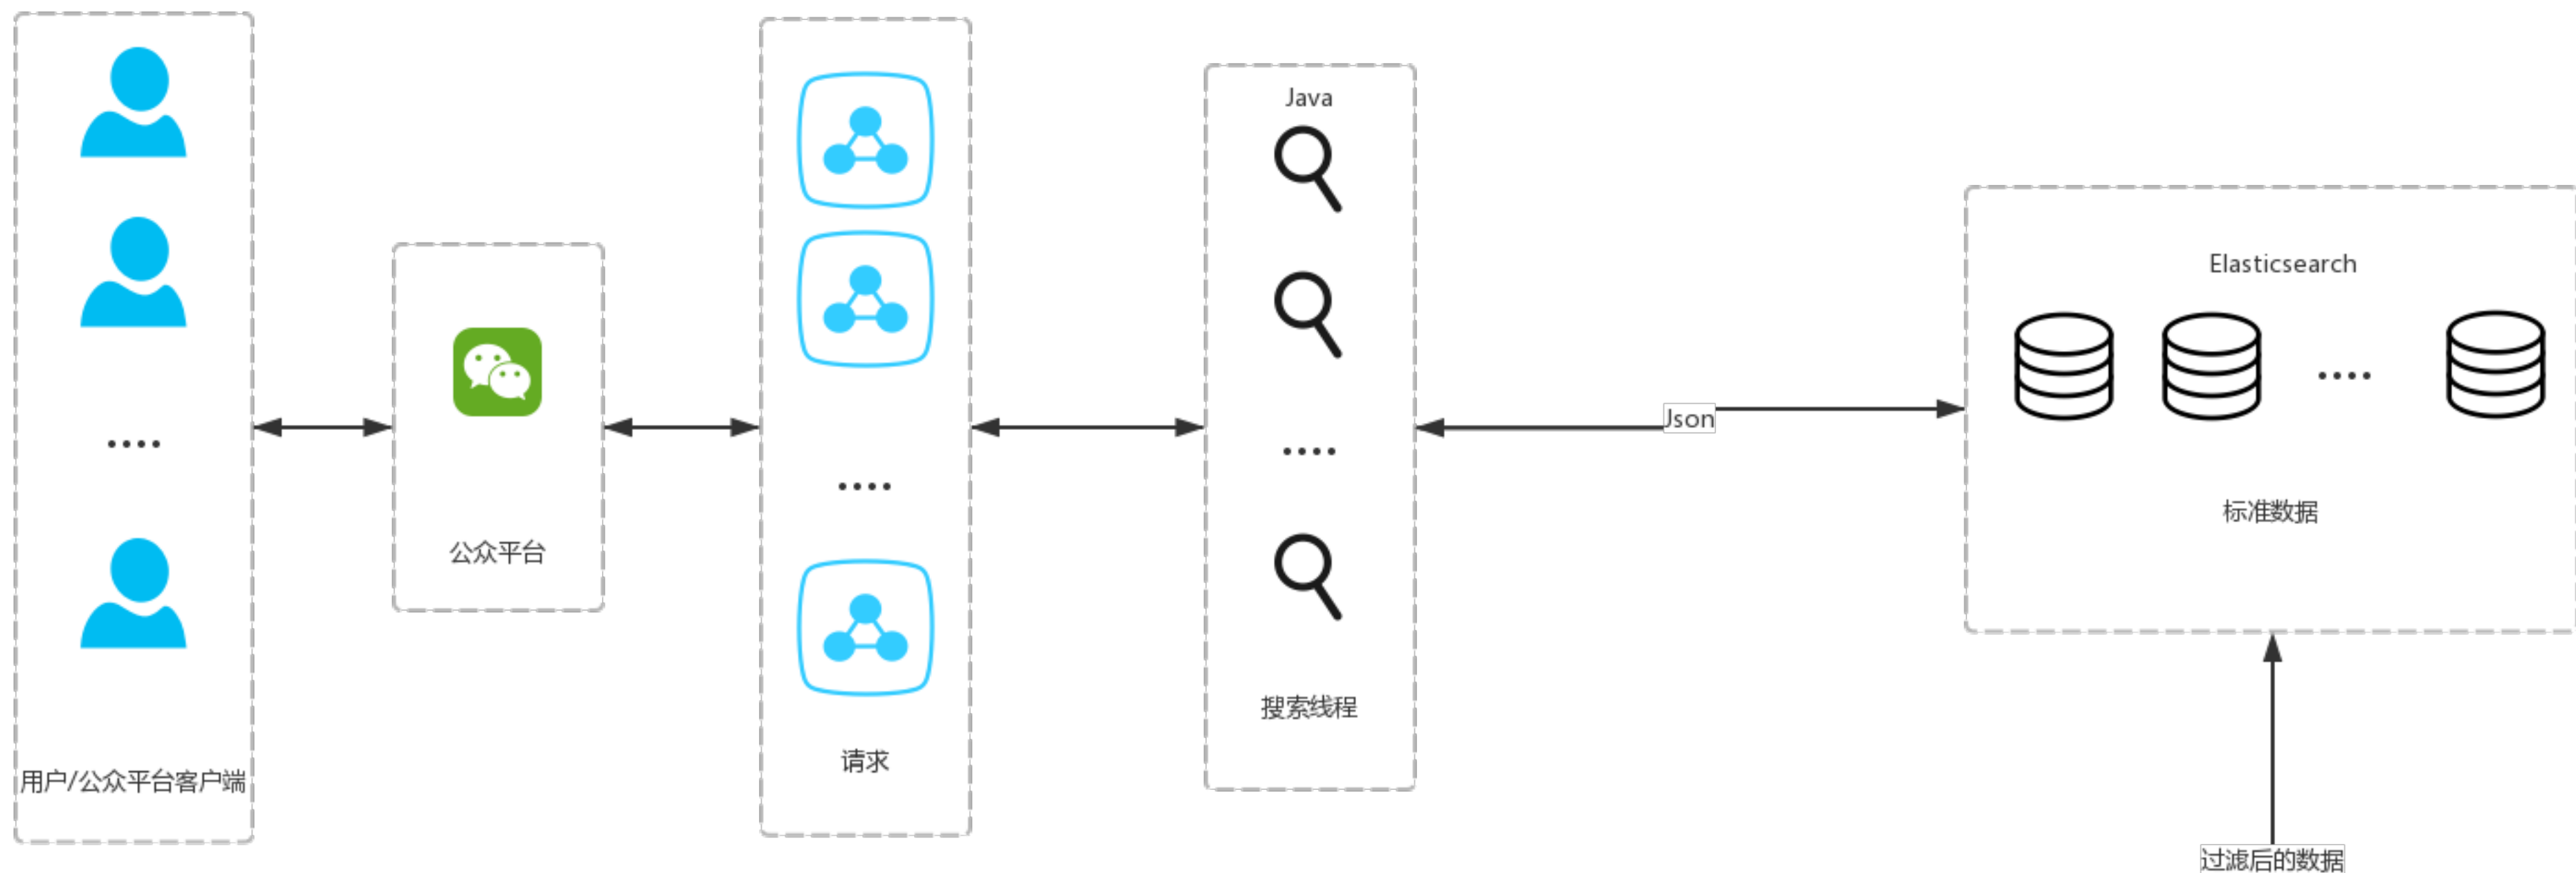 用户/公众平台客户端
公众平台
请求
Java
搜索线程
Json
Elasticsearch
标准数据
过滤后的数据